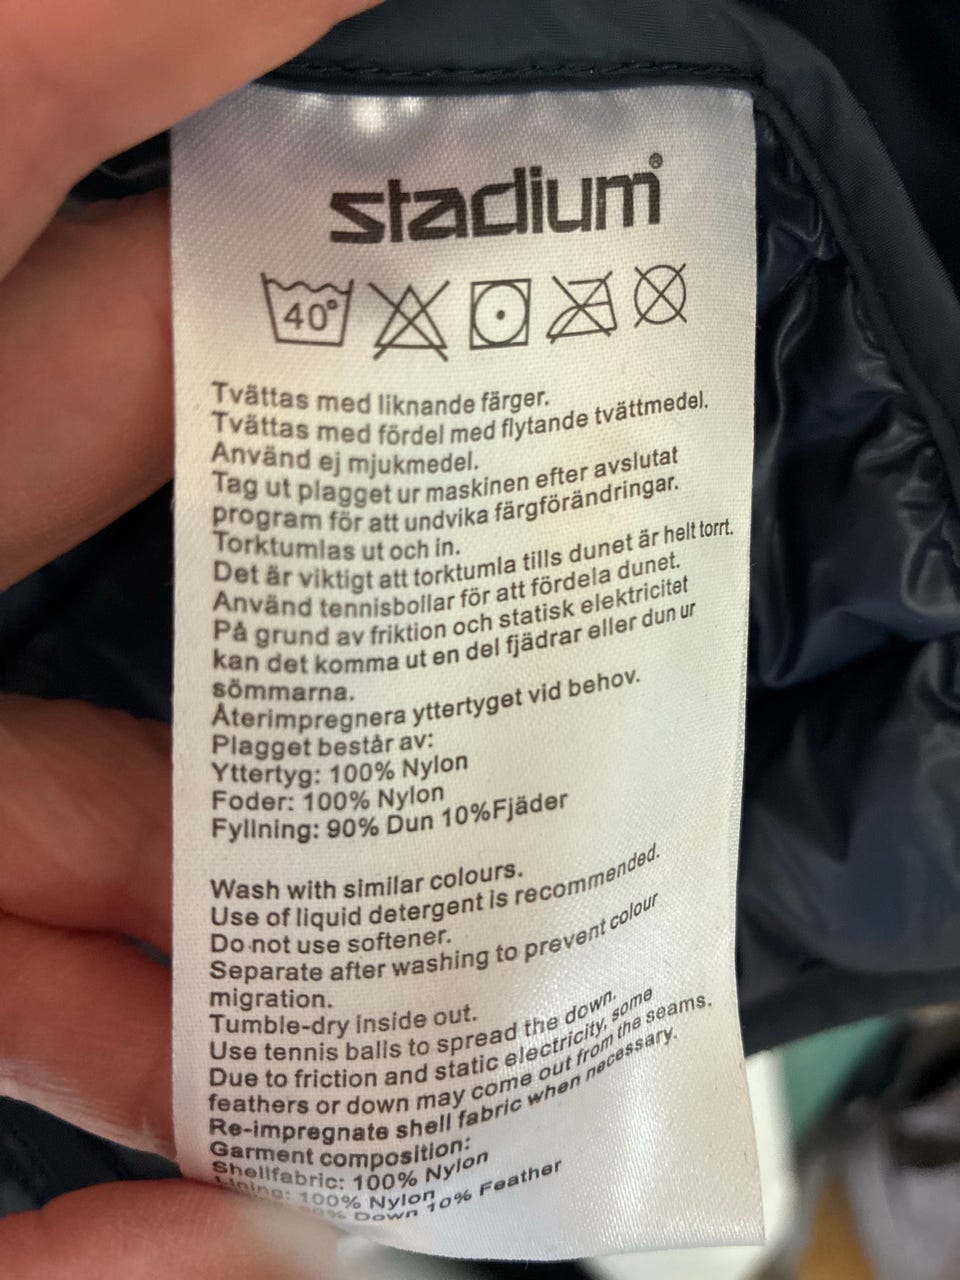 stadium®
40°
Tvättas med liknande färger.
Tvättas med fördel med flytande tvättmedel.
Använd ej mjukmedel.
Tag ut plagget ur maskinen efter avslutat
program för att undvika färgförändringar.
Torktumlas ut och in.
Det är viktigt att torktumla tills dunet är helt torrt.
Använd tennisbollar för att fördela dunet.
På grund av friktion och statisk elektricitet
kan det komma ut en del fjädrar eller dun ur
sömmarna.
Återimpregnera yttertyget vid behov.
Plagget består av:
Yttertyg: 100% Nylon
Foder: 100% Nylon
Fyllning: 90% Dun 10%Fjäder
Wash with similar colours.
Use of liquid detergent is recommended.
Do not use softener.
Separate after washing to prevent colour
migration.
Tumble-dry inside out.
Use tennis balls to spread the down.
Due to friction and static electricity, some
feathers or down may come out from the seams.
Re-impregnate shell fabric when necessary.
Garment composition:
Shellfabric: 100% Nylon
Lining: 100% Nylon
Down 10% Feather